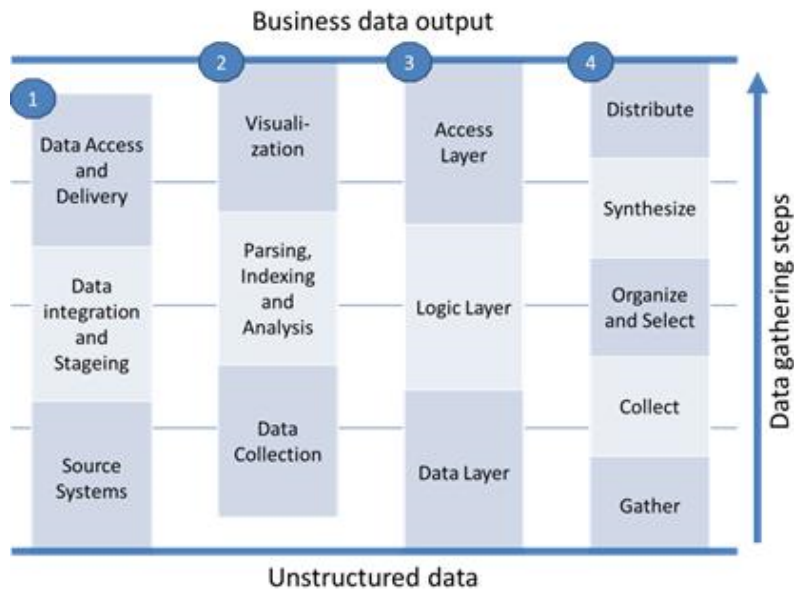 Business data output
1
Data Access
and
Delivery
Data
integration
and
Stageing
Source
Systems
2
Visuali-
zation
Parsing,
Indexing
and
Analysis
Data
Collection
3
Access
Layer
Logic Layer
Data Layer
4
Distribute
Synthesize
Organize
and Select
Collect
Gather
Data gathering steps
Unstructured data